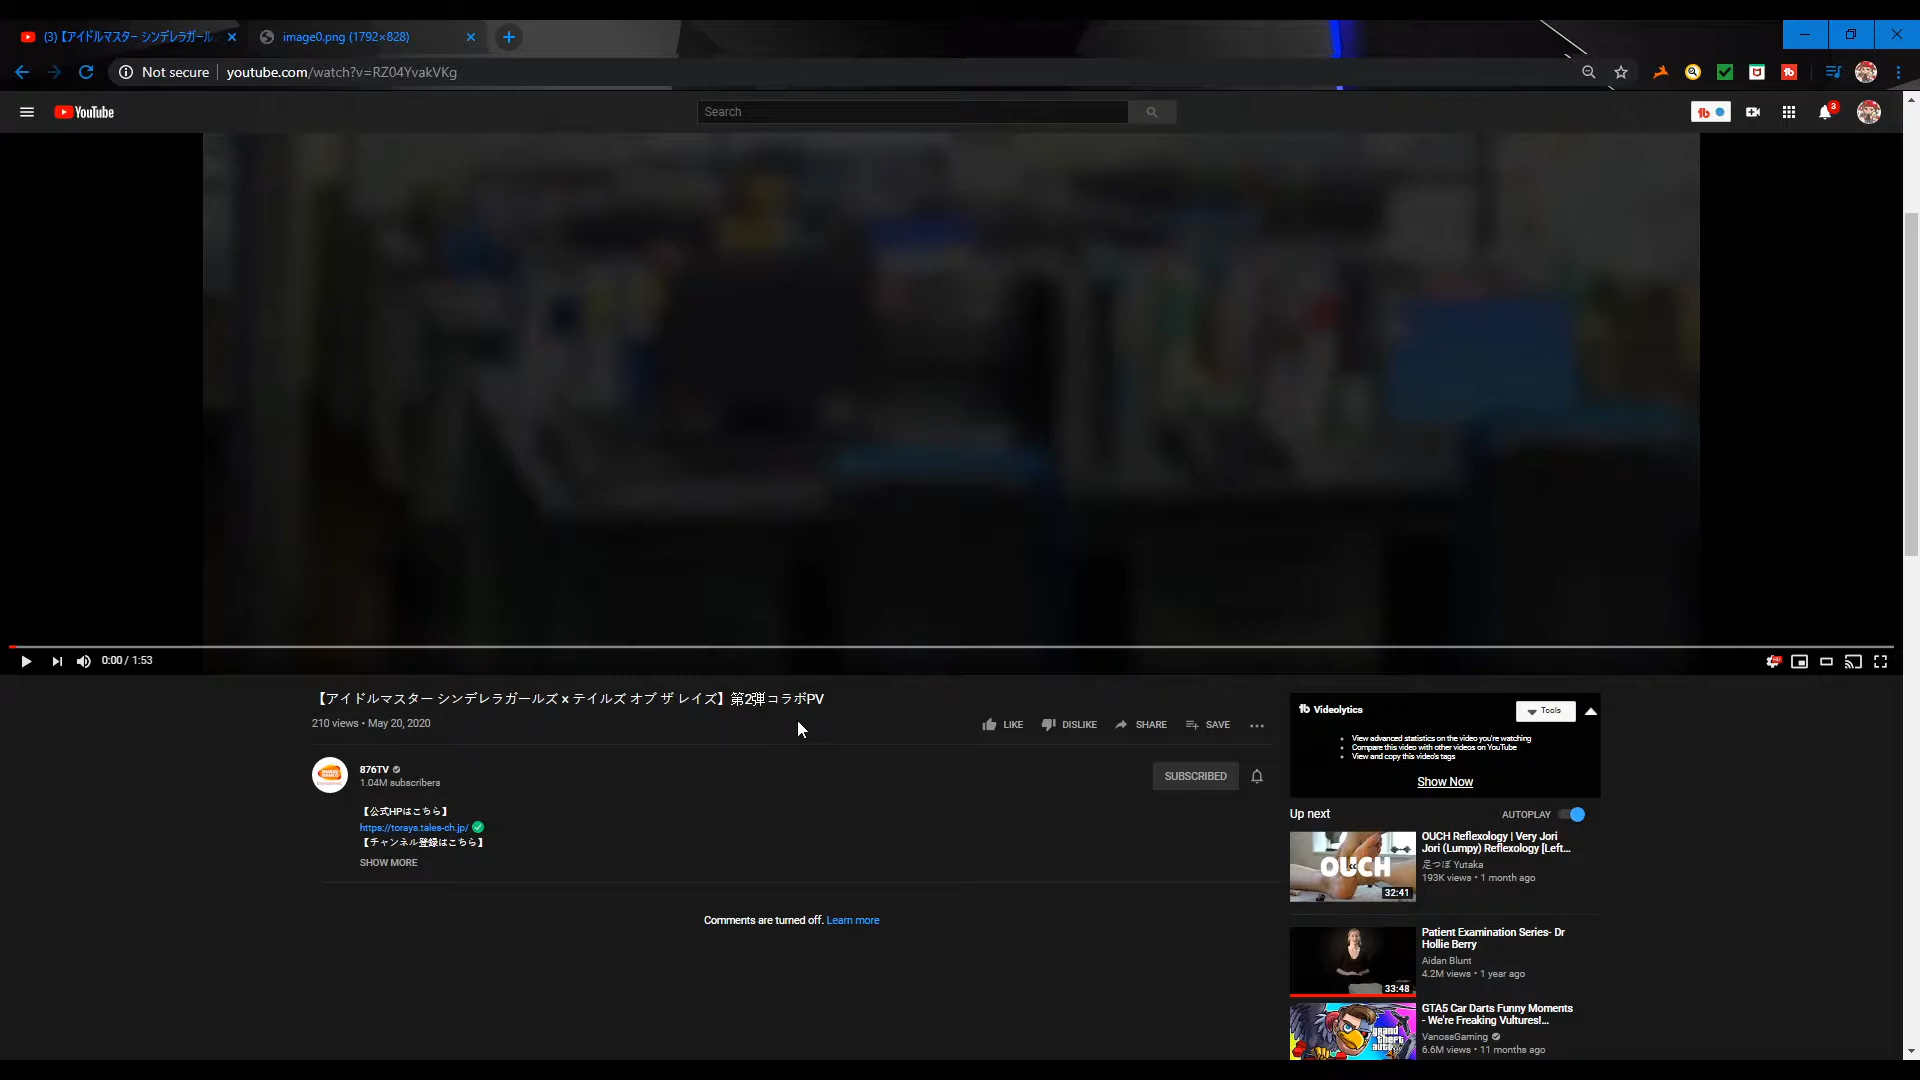 (3)【アイドルマスター シンデレラガール
image0.png (1792×828)
Not secure
youtube.com/watch?v=RZ04YvakVKg
YouTube
Search
3
0:00 / 1:53
HD
【アイドルマスター シンデレラガールズ × テイルズ オブ ザ レイズ】第2弾コラボPV
210 views • May 20, 2020
LIKE
DISLIKE
SHARE
SAVE
876TV
1.04M subscribers
SUBSCRIBED
【公式HPはこちら】
https://torays.tales-ch.jp/
【チャンネル登録はこちら】
SHOW MORE
Comments are turned off. Learn more
Videolytics
Tools
View advanced statistics on the video you're watching
Compare this video with other videos on YouTube
View and copy this video's tags
Show Now
Up next
AUTOPLAY
OUCH
32:41
OUCH Reflexology | Very Jori
Jori (Lumpy) Reflexology [Left...
足つぼ Yutaka
193K views • 1 month ago
33:48
Patient Examination Series- Dr
Hollie Berry
Aidan Blunt
4.2M views • 1 year ago
grand
theft
auto
GTA5 Car Darts Funny Moments
- We're Freaking Vultures!...
VanossGaming
6.6M views • 11 months ago